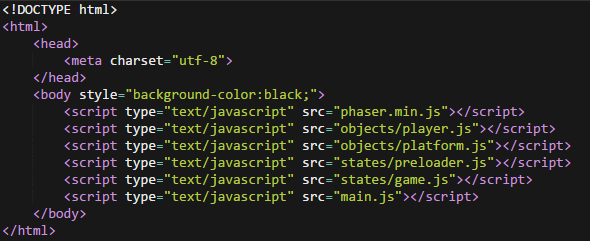 <!DOCTYPE html>
<html>
    <head>
        <meta charset="utf-8">
    </head>
    <body style="background-color:black;">
        <script type="text/javascript" src="phaser.min.js"></script>
        <script type="text/javascript" src="objects/player.js"></script>
        <script type="text/javascript" src="objects/platform.js"></script>
        <script type="text/javascript" src="states/preloader.js"></script>
        <script type="text/javascript" src="states/game.js"></script>
        <script type="text/javascript" src="main.js"></script>
    </body>
</html>